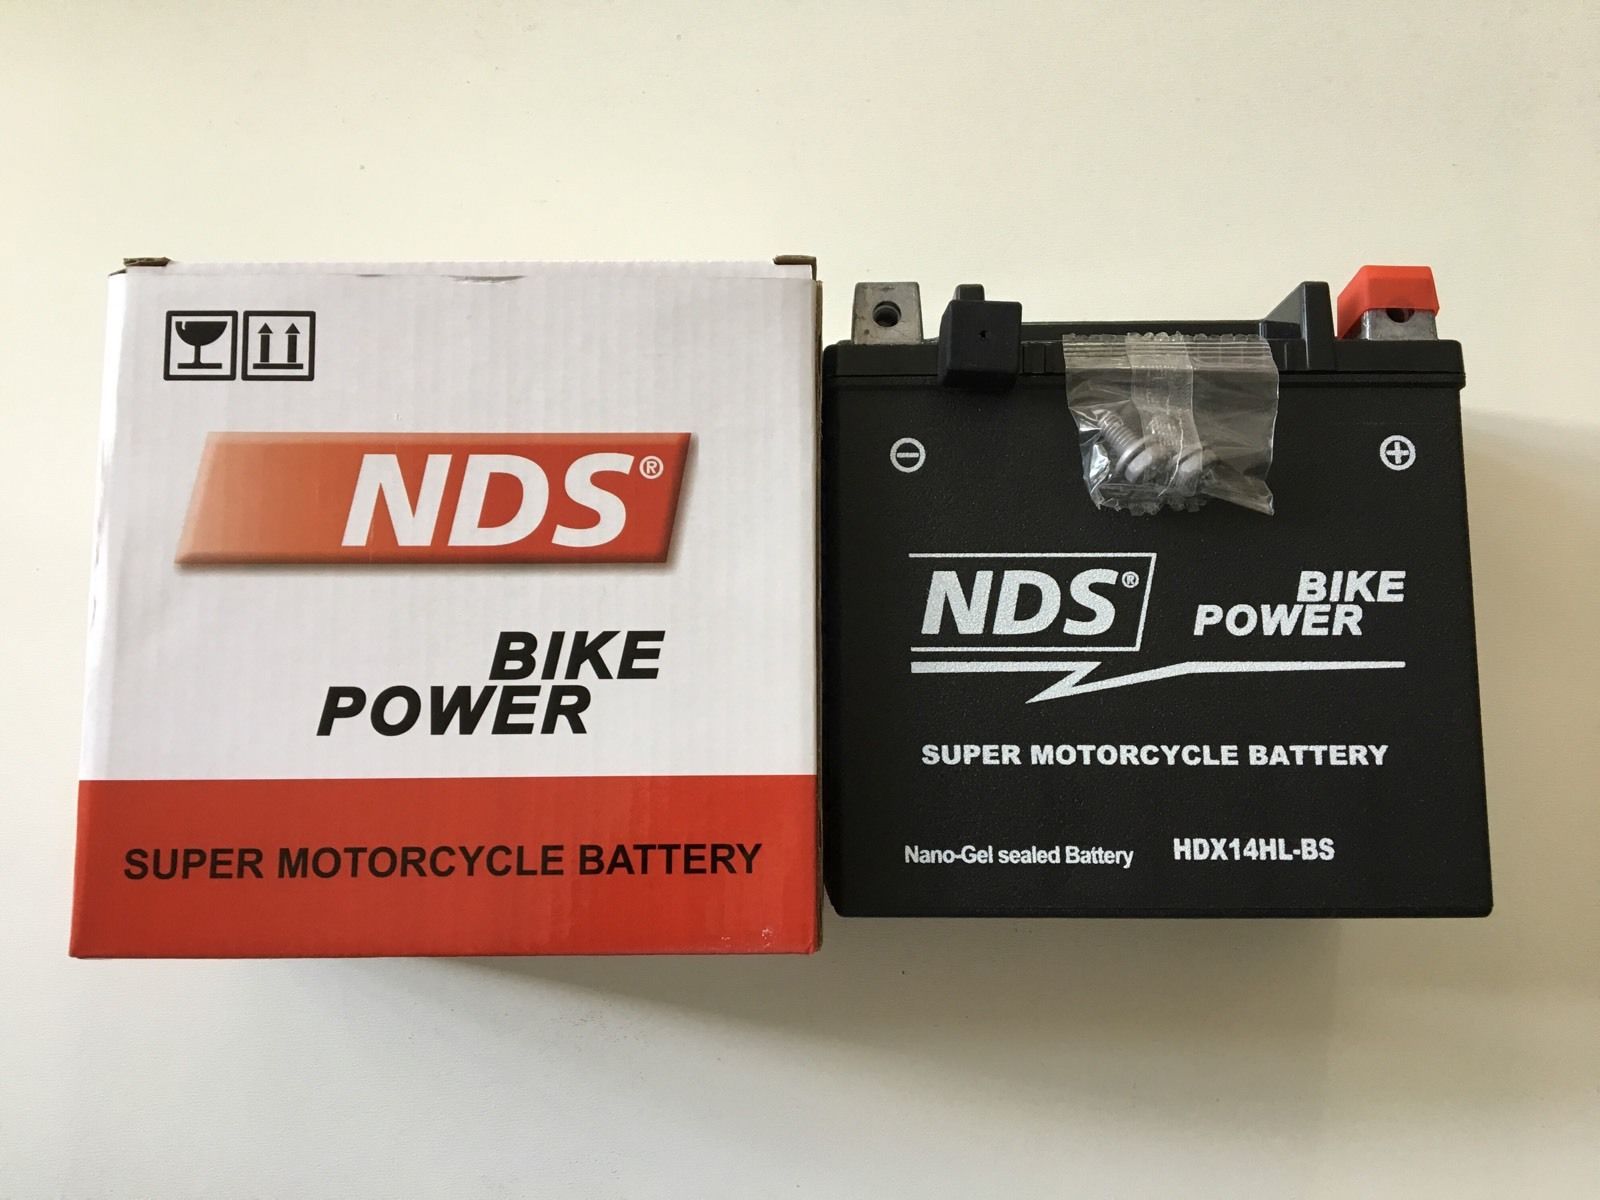 NDS®
BIKE
POWER
SUPER MOTORCYCLE BATTERY
NDS®
BIKE
POWER
SUPER MOTORCYCLE BATTERY
Nano-Gel sealed Battery HDX14HL-BS